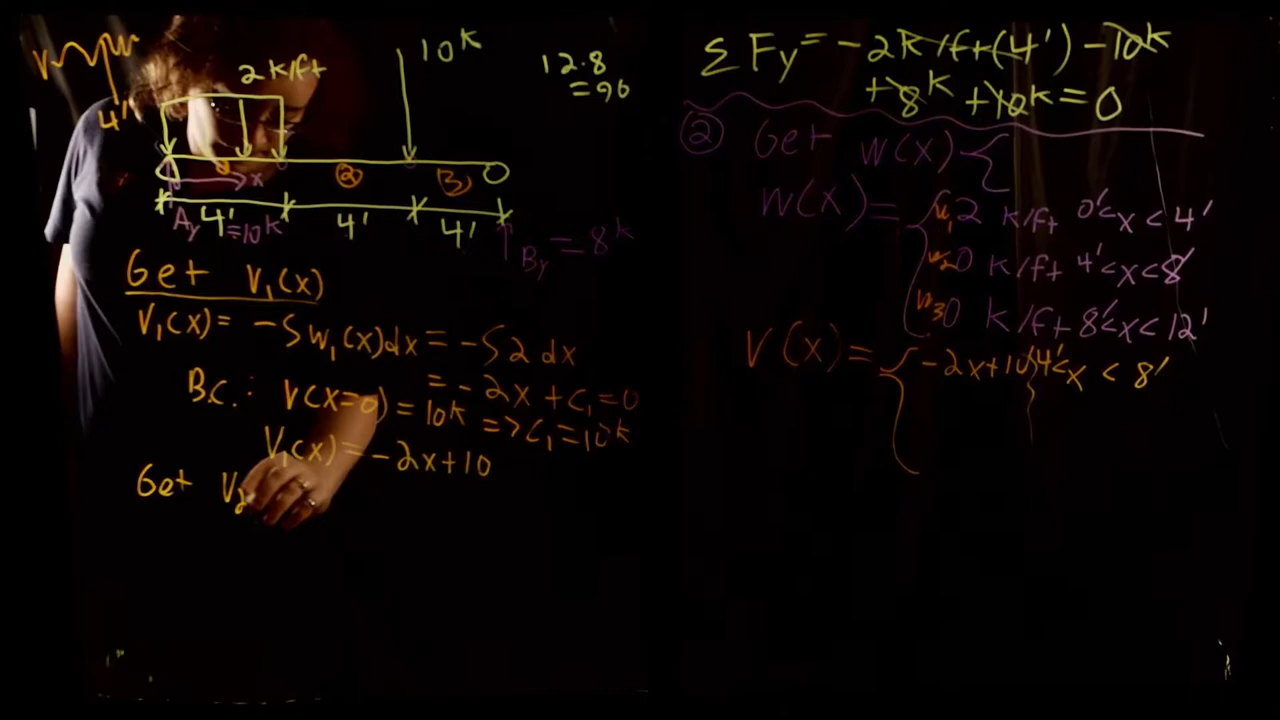 2 k/ft
10k
12.8
=96
4'
x
②
③
Ay = 10k
4'
4'
4'
By = 8k
Get V₁(x)
V₁(x) = -∫w₁(x)dx = -∫2 dx
= -2x + C₁ = 0
B.C.: V(x=0) = 10k => C₁ = 10k
V₁(x) = -2x+10
Get V₂
ΣFy = -2k/ft(4') - 10k
+8k +10k = 0
② Get w(x) {
w(x) = { w₁ 2 k/ft 0'<x<4'
w₂ 0 k/ft 4'<x<8'
w₃ 0 k/ft 8'<x<12'
V(x) = { -2x+10 4'<x<8'